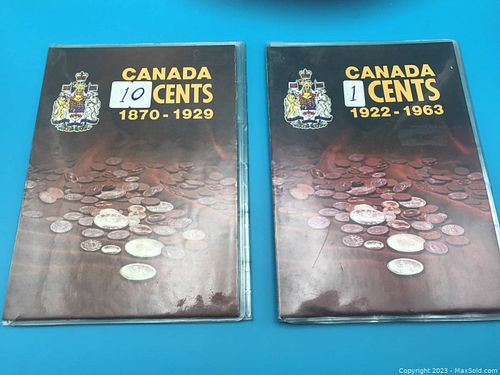 CANADA
10 CENTS
1870 - 1929
CANADA
1 CENTS
1922 - 1963
Copyright 2023 - MaxSold.com